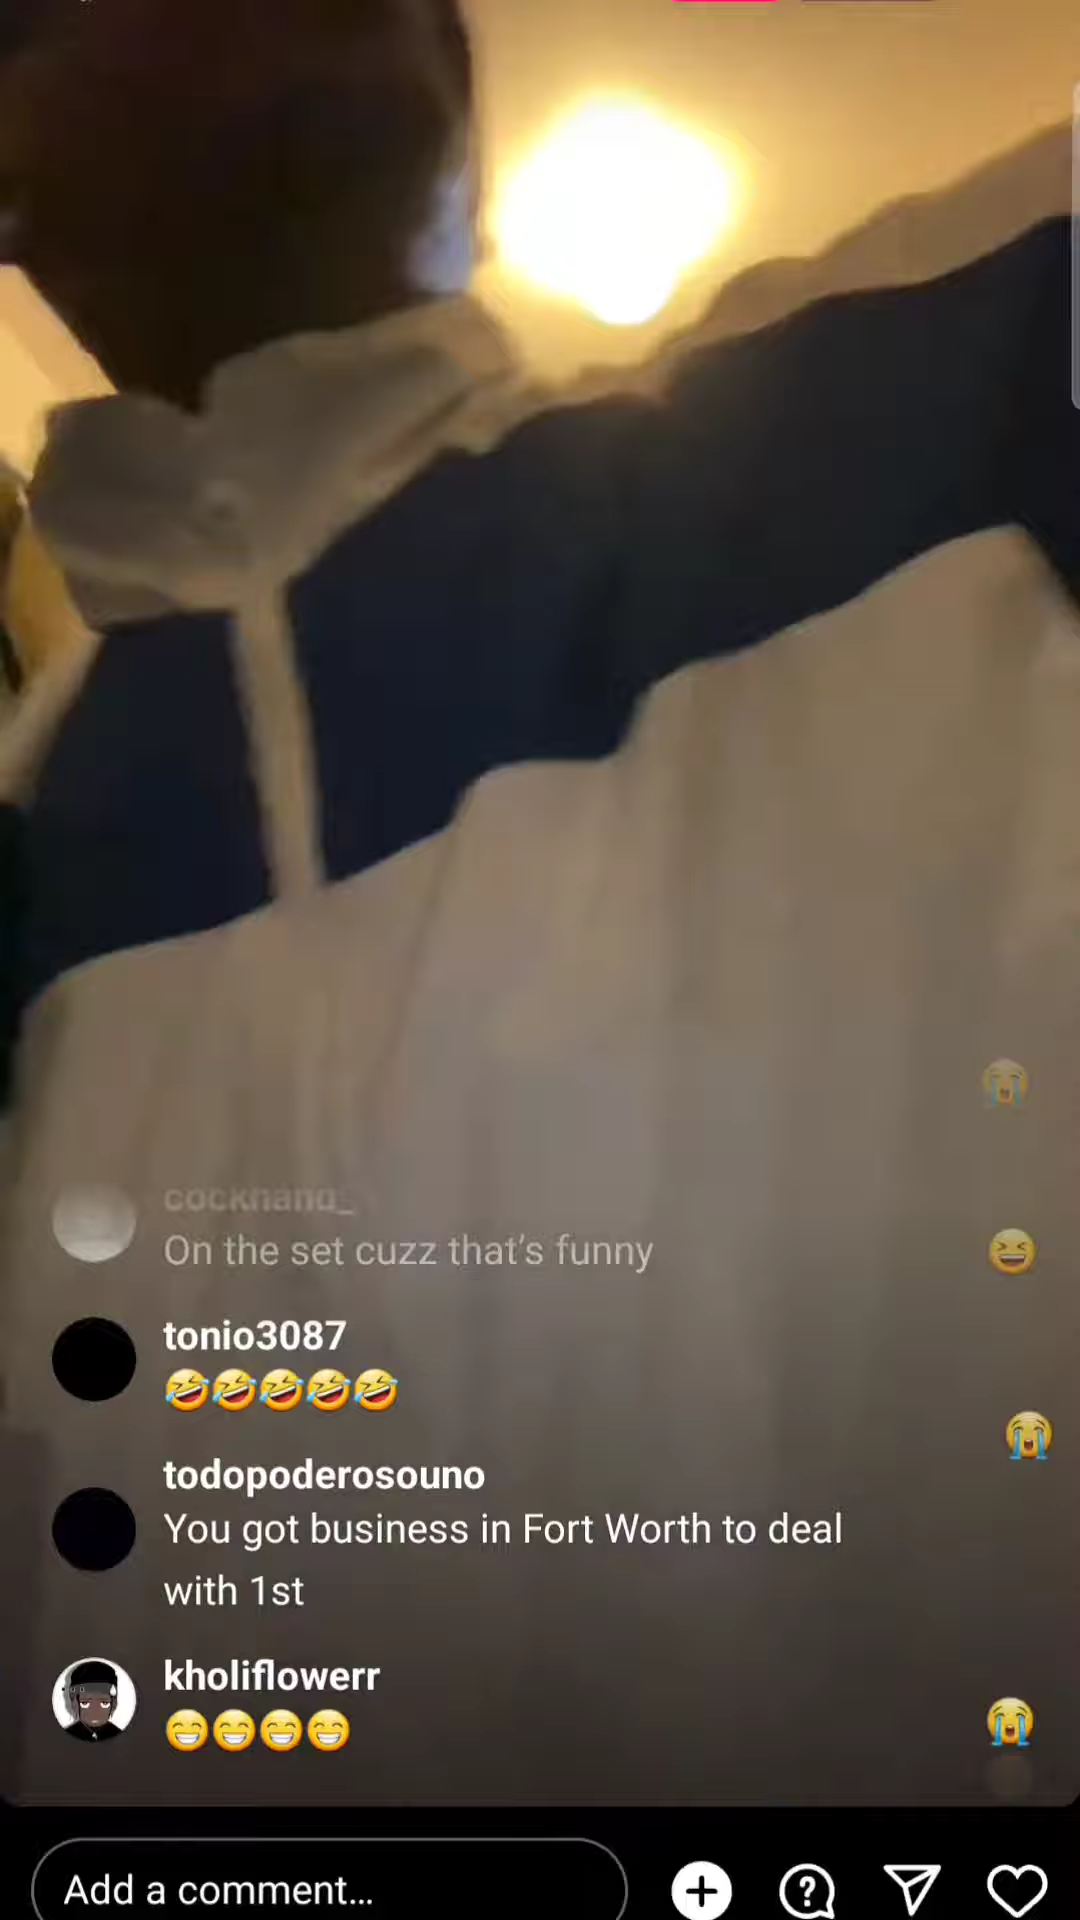 On the set cuzz that's funny
tonio3087
🤣🤣🤣🤣🤣
todopoderosouno
You got business in Fort Worth to deal
with 1st
kholiflowerr
😁😁😁😁
Add a comment...